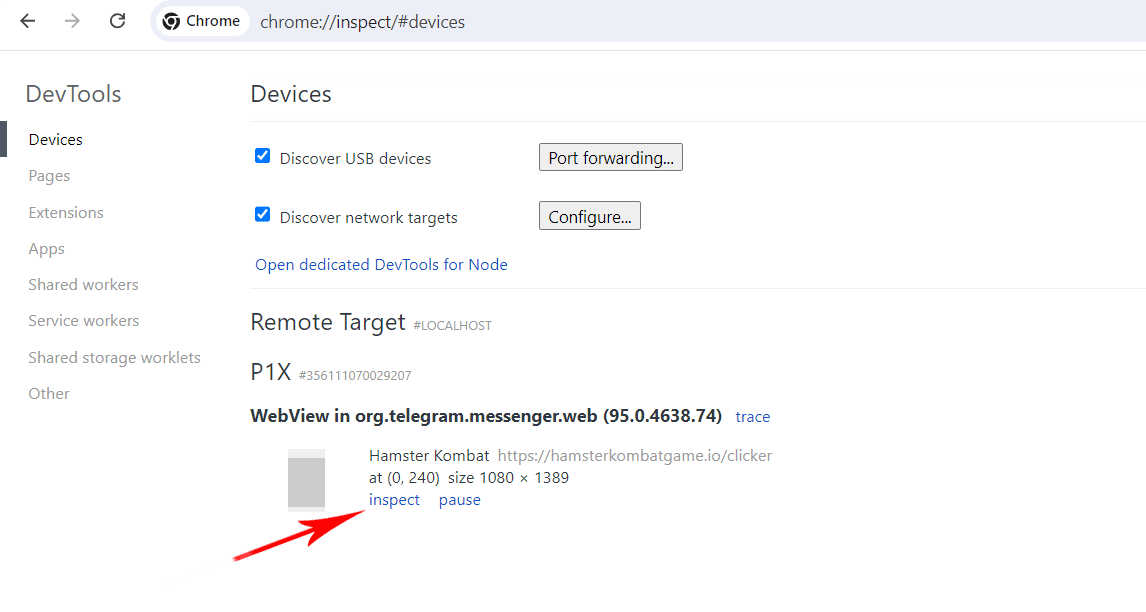 Chrome chrome://inspect/#devices
DevTools
Devices
Pages
Extensions
Apps
Shared workers
Service workers
Shared storage worklets
Other
Devices
Discover USB devices Port forwarding...
Discover network targets Configure...
Open dedicated DevTools for Node
Remote Target #LOCALHOST
P1X #356111070029207
WebView in org.telegram.messenger.web (95.0.4638.74) trace
Hamster Kombat https://hamsterkombatgame.io/clicker
at (0, 240) size 1080 × 1389
inspect pause